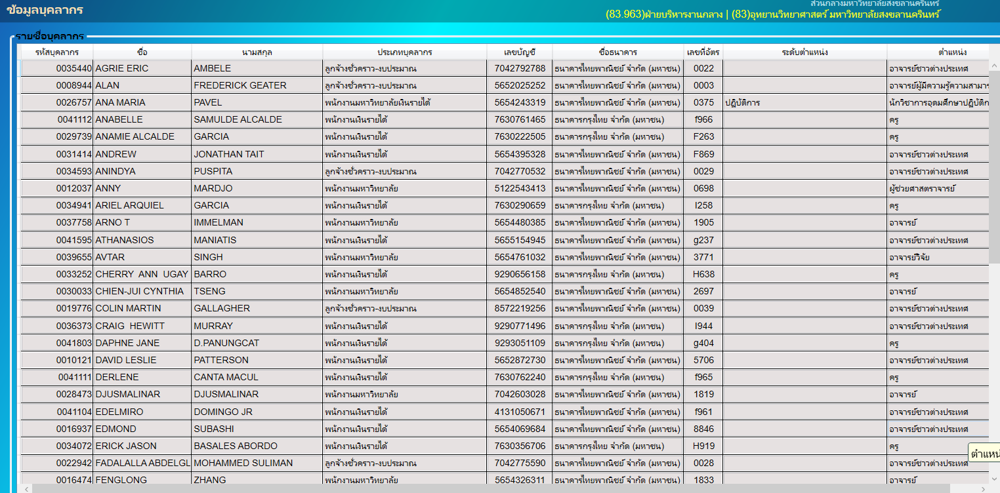 ข้อมูลบุคลากร
ส่วนกลางมหาวิทยาลัยสงขลานครินทร์
(83.963)ฝ่ายบริหารงานกลาง | (83)อุทยานวิทยาศาสตร์ มหาวิทยาลัยสงขลานครินทร์
รายชื่อบุคลากร
รหัสบุคลากร ชื่อ นามสกุล ประเภทบุคลากร เลขบัญชี ชื่อธนาคาร เลขที่อัตรา ระดับตำแหน่ง ตำแหน่ง
0035440 AGRIE ERIC AMBELE ลูกจ้างชั่วคราว-งบประมาณ 7042792788 ธนาคารไทยพาณิชย์ จำกัด (มหาชน) 0022 อาจารย์ชาวต่างประเทศ
0008944 ALAN FREDERICK GEATER ลูกจ้างชั่วคราว-งบประมาณ 5652025252 ธนาคารไทยพาณิชย์ จำกัด (มหาชน) 0003 อาจารย์ผู้มีความรู้ความสามาร
0026757 ANA MARIA PAVEL พนักงานมหาวิทยาลัยเงินรายได้ 5654243319 ธนาคารไทยพาณิชย์ จำกัด (มหาชน) 0375 ปฏิบัติการ นักวิชาการอุดมศึกษาปฏิบัติก
0041112 ANABELLE SAMULDE ALCALDE พนักงานเงินรายได้ 7630761465 ธนาคารกรุงไทย จำกัด (มหาชน) f966 ครู
0029739 ANAMIE ALCALDE GARCIA พนักงานเงินรายได้ 7630222505 ธนาคารกรุงไทย จำกัด (มหาชน) F263 ครู
0031414 ANDREW JONATHAN TAIT พนักงานเงินรายได้ 5654395328 ธนาคารไทยพาณิชย์ จำกัด (มหาชน) F869 อาจารย์ชาวต่างประเทศ
0034593 ANINDYA PUSPITA ลูกจ้างชั่วคราว-งบประมาณ 7042770532 ธนาคารไทยพาณิชย์ จำกัด (มหาชน) 0029 อาจารย์ชาวต่างประเทศ
0012037 ANNY MARDJO พนักงานมหาวิทยาลัย 5122543413 ธนาคารไทยพาณิชย์ จำกัด (มหาชน) 0698 ผู้ช่วยศาสตราจารย์
0034941 ARIEL ARQUIEL GARCIA พนักงานเงินรายได้ 7630290659 ธนาคารกรุงไทย จำกัด (มหาชน) I258 ครู
0037758 ARNO T IMMELMAN พนักงานมหาวิทยาลัย 5654480385 ธนาคารไทยพาณิชย์ จำกัด (มหาชน) 1905 อาจารย์
0041595 ATHANASIOS MANIATIS พนักงานเงินรายได้ 5655154945 ธนาคารไทยพาณิชย์ จำกัด (มหาชน) g237 อาจารย์ชาวต่างประเทศ
0039655 AVTAR SINGH พนักงานมหาวิทยาลัย 5654761032 ธนาคารไทยพาณิชย์ จำกัด (มหาชน) 3771 อาจารย์วิจัย
0033252 CHERRY ANN UGAY BARRO พนักงานเงินรายได้ 9290656158 ธนาคารกรุงไทย จำกัด (มหาชน) H638 ครู
0030033 CHIEN-JUI CYNTHIA TSENG พนักงานมหาวิทยาลัย 5654852540 ธนาคารไทยพาณิชย์ จำกัด (มหาชน) 2697 อาจารย์
0019776 COLIN MARTIN GALLAGHER ลูกจ้างชั่วคราว-งบประมาณ 8572219256 ธนาคารไทยพาณิชย์ จำกัด (มหาชน) 0039 อาจารย์ชาวต่างประเทศ
0036373 CRAIG HEWITT MURRAY พนักงานเงินรายได้ 9290771496 ธนาคารกรุงไทย จำกัด (มหาชน) I944 อาจารย์ชาวต่างประเทศ
0041803 DAPHNE JANE D.PANUNGCAT พนักงานเงินรายได้ 9293051109 ธนาคารกรุงไทย จำกัด (มหาชน) g404 ครู
0010121 DAVID LESLIE PATTERSON พนักงานเงินรายได้ 5652872730 ธนาคารไทยพาณิชย์ จำกัด (มหาชน) 5706 อาจารย์ชาวต่างประเทศ
0041111 DERLENE CANTA MACUL พนักงานเงินรายได้ 7630762240 ธนาคารกรุงไทย จำกัด (มหาชน) f965 ครู
0028473 DJUSMALINAR DJUSMALINAR พนักงานมหาวิทยาลัย 7042603028 ธนาคารไทยพาณิชย์ จำกัด (มหาชน) 1819 อาจารย์
0041104 EDELMIRO DOMINGO JR พนักงานเงินรายได้ 4131050671 ธนาคารไทยพาณิชย์ จำกัด (มหาชน) f961 อาจารย์ชาวต่างประเทศ
0016937 EDMOND SUBASHI พนักงานเงินรายได้ 5654069684 ธนาคารไทยพาณิชย์ จำกัด (มหาชน) 8846 อาจารย์ชาวต่างประเทศ
0034072 ERICK JASON BASALES ABORDO พนักงานเงินรายได้ 7630356706 ธนาคารกรุงไทย จำกัด (มหาชน) H919 ครู
ตำแหน่
0022942 FADALALLA ABDELGL MOHAMMED SULIMAN ลูกจ้างชั่วคราว-งบประมาณ 7042775590 ธนาคารไทยพาณิชย์ จำกัด (มหาชน) 0028 อาจารย์ชาวต่างประเทศ
0016474 FENGLONG ZHANG พนักงานมหาวิทยาลัย 5654326311 ธนาคารไทยพาณิชย์ จำกัด (มหาชน) 1833 อาจารย์